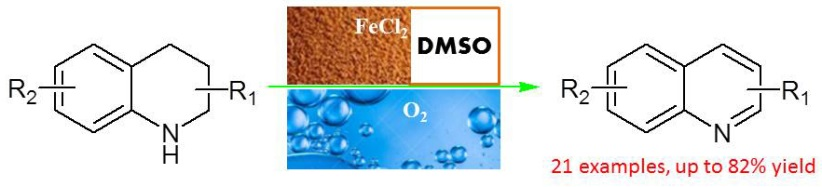 R2
R1
N
H
FeCl2
DMSO
O2
R2
R1
N
21 examples, up to 82% yield